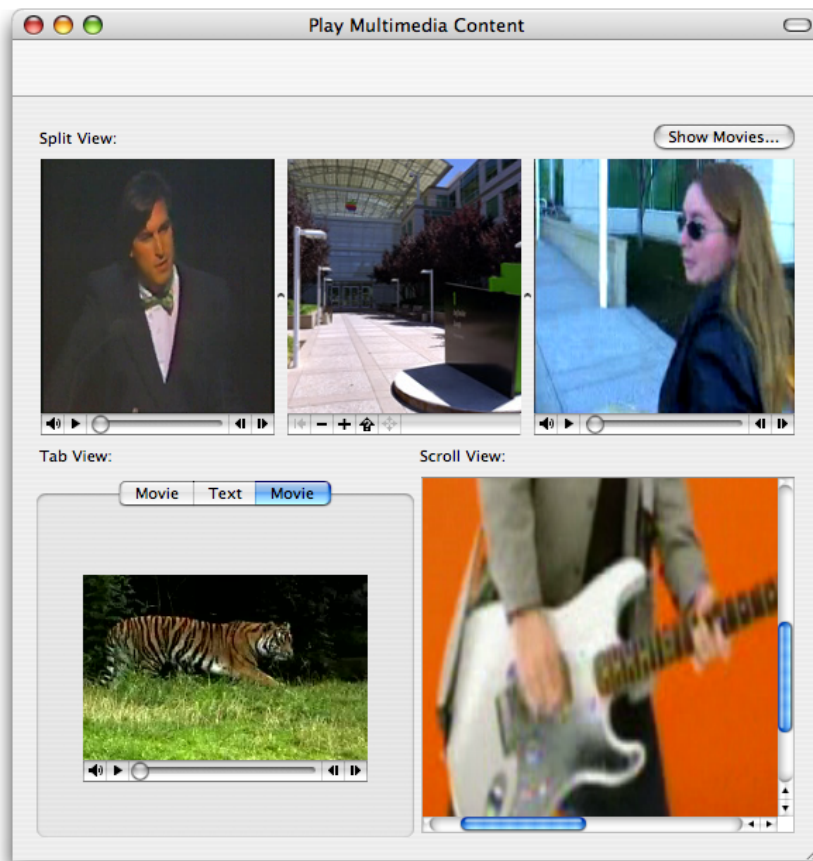 Play Multimedia Content
Split View:
Show Movies...
Tab View:
Scroll View:
Movie
Text
Movie